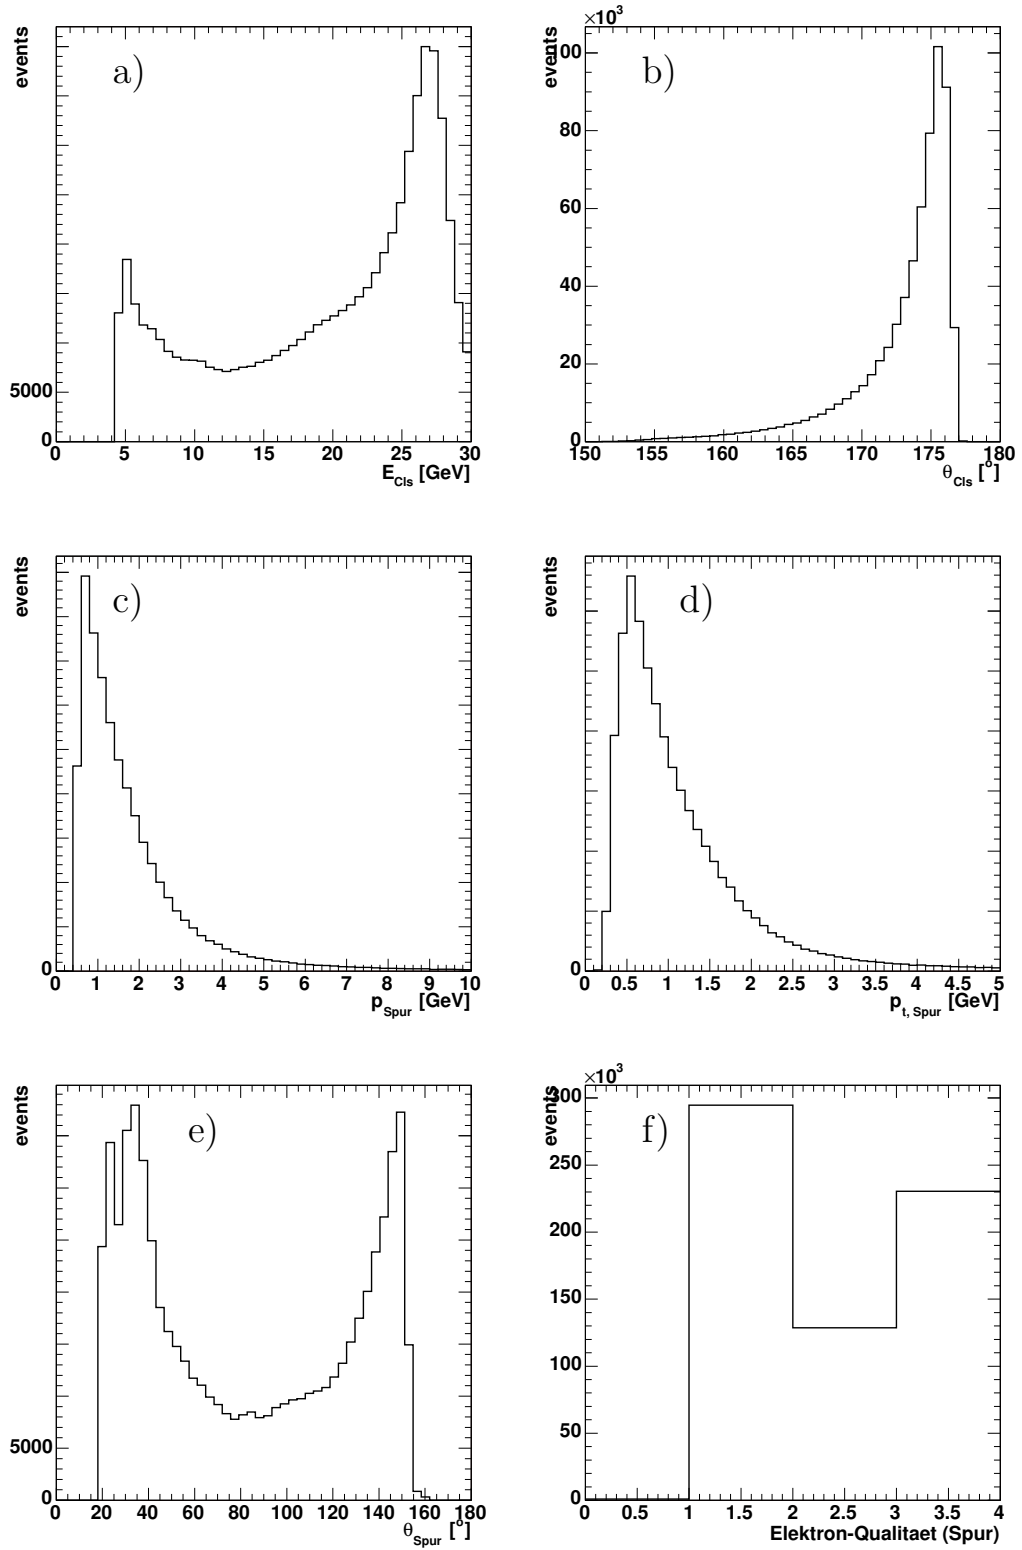 events
a)
5000
0
0 5 10 15 20 25 30
E_Cls [GeV]
×10³
events
b)
100
80
60
40
20
0
150 155 160 165 170 175 180
θ_Cls [°]
events
c)
0
0 1 2 3 4 5 6 7 8 9 10
p_Spur [GeV]
events
d)
0
0 0.5 1 1.5 2 2.5 3 3.5 4 4.5 5
p_t, Spur [GeV]
events
e)
5000
0
0 20 40 60 80 100 120 140 160 180
θ_Spur [°]
×10³
events
f)
300
250
200
150
100
50
0
0 0.5 1 1.5 2 2.5 3 3.5 4
Elektron-Qualitaet (Spur)